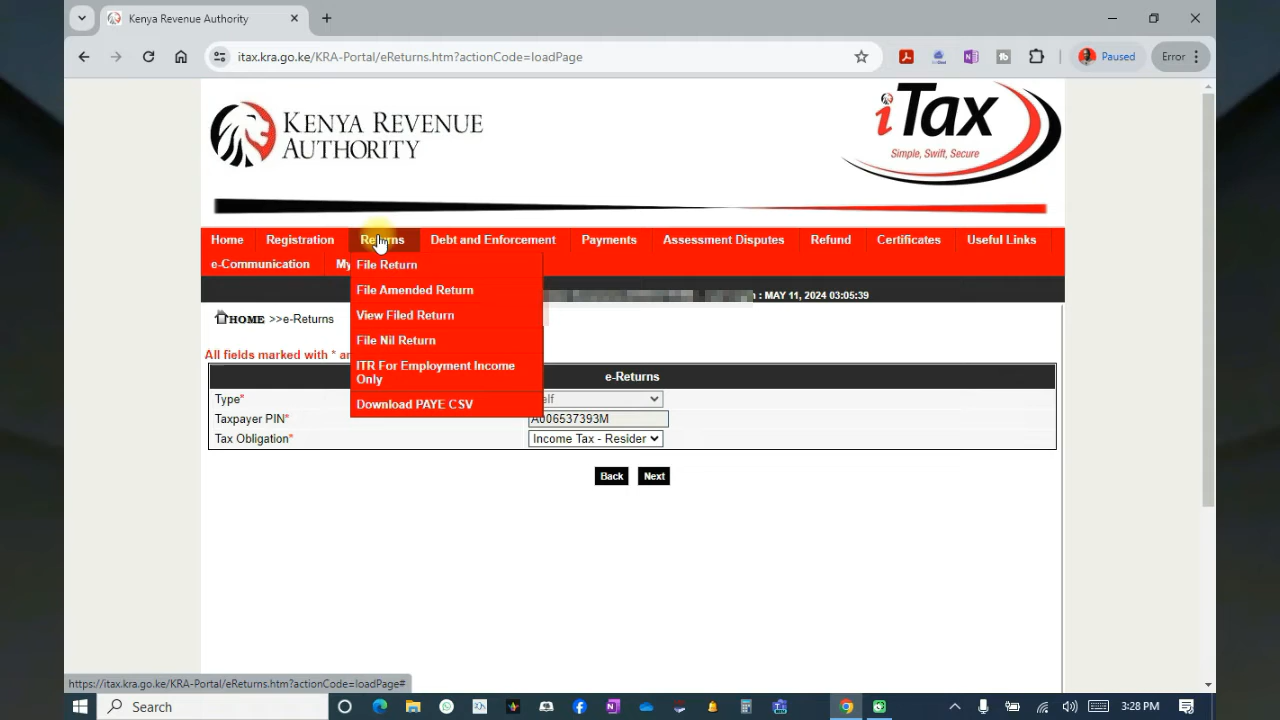 Kenya Revenue Authority
itax.kra.go.ke/KRA-Portal/eReturns.htm?actionCode=loadPage
Paused
Error
KENYA REVENUE
AUTHORITY
iTax
Simple, Swift, Secure
Home Registration Returns Debt and Enforcement Payments Assessment Disputes Refund Certificates Useful Links
e-Communication My
File Return
File Amended Return
View Filed Return
File Nil Return
ITR For Employment Income
Only
Download PAYE CSV
: MAY 11, 2024 03:05:39
HOME >>e-Returns
All fields marked with *
e-Returns
Type*
Taxpayer PIN* A006537393M
Tax Obligation* Income Tax - Resider
Back Next
https://itax.kra.go.ke/KRA-Portal/eReturns.htm?actionCode=loadPage#
Search
3:28 PM